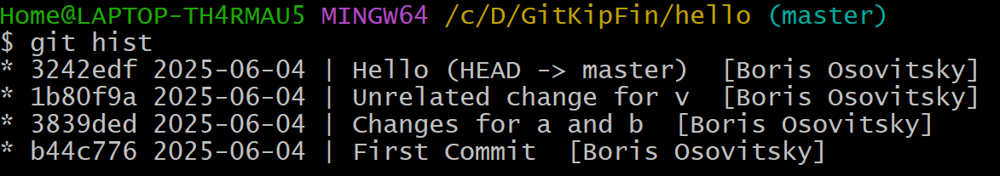 Home@LAPTOP-TH4RMAU5 MINGW64 /c/D/GitKipFin/hello (master)
$ git hist
* 3242edf 2025-06-04 | Hello (HEAD -> master)  [Boris Osovitsky]
* 1b80f9a 2025-06-04 | Unrelated change for v  [Boris Osovitsky]
* 3839ded 2025-06-04 | Changes for a and b  [Boris Osovitsky]
* b44c776 2025-06-04 | First Commit  [Boris Osovitsky]